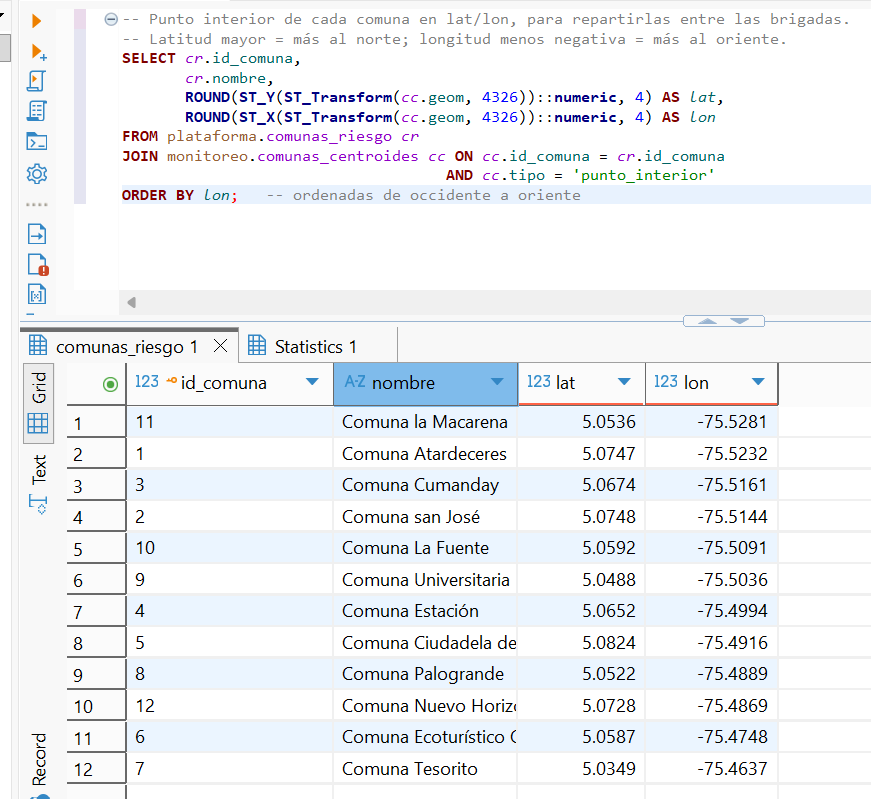 -- Punto interior de cada comuna en lat/lon, para repartirlas entre las brigadas.
-- Latitud mayor = más al norte; longitud menos negativa = más al oriente.
SELECT cr.id_comuna,
cr.nombre,
ROUND(ST_Y(ST_Transform(cc.geom, 4326))::numeric, 4) AS lat,
ROUND(ST_X(ST_Transform(cc.geom, 4326))::numeric, 4) AS lon
FROM plataforma.comunas_riesgo cr
JOIN monitoreo.comunas_centroides cc ON cc.id_comuna = cr.id_comuna
AND cc.tipo = 'punto_interior'
ORDER BY lon; -- ordenadas de occidente a oriente
comunas_riesgo 1 Statistics 1
Grid
Text
Record
123 id_comuna A-Z nombre 123 lat 123 lon
1 11 Comuna la Macarena 5.0536 -75.5281
2 1 Comuna Atardeceres 5.0747 -75.5232
3 3 Comuna Cumanday 5.0674 -75.5161
4 2 Comuna san José 5.0748 -75.5144
5 10 Comuna La Fuente 5.0592 -75.5091
6 9 Comuna Universitaria 5.0488 -75.5036
7 4 Comuna Estación 5.0652 -75.4994
8 5 Comuna Ciudadela de 5.0824 -75.4916
9 8 Comuna Palogrande 5.0522 -75.4889
10 12 Comuna Nuevo Horizo 5.0728 -75.4869
11 6 Comuna Ecoturístico 5.0587 -75.4748
12 7 Comuna Tesorito 5.0349 -75.4637